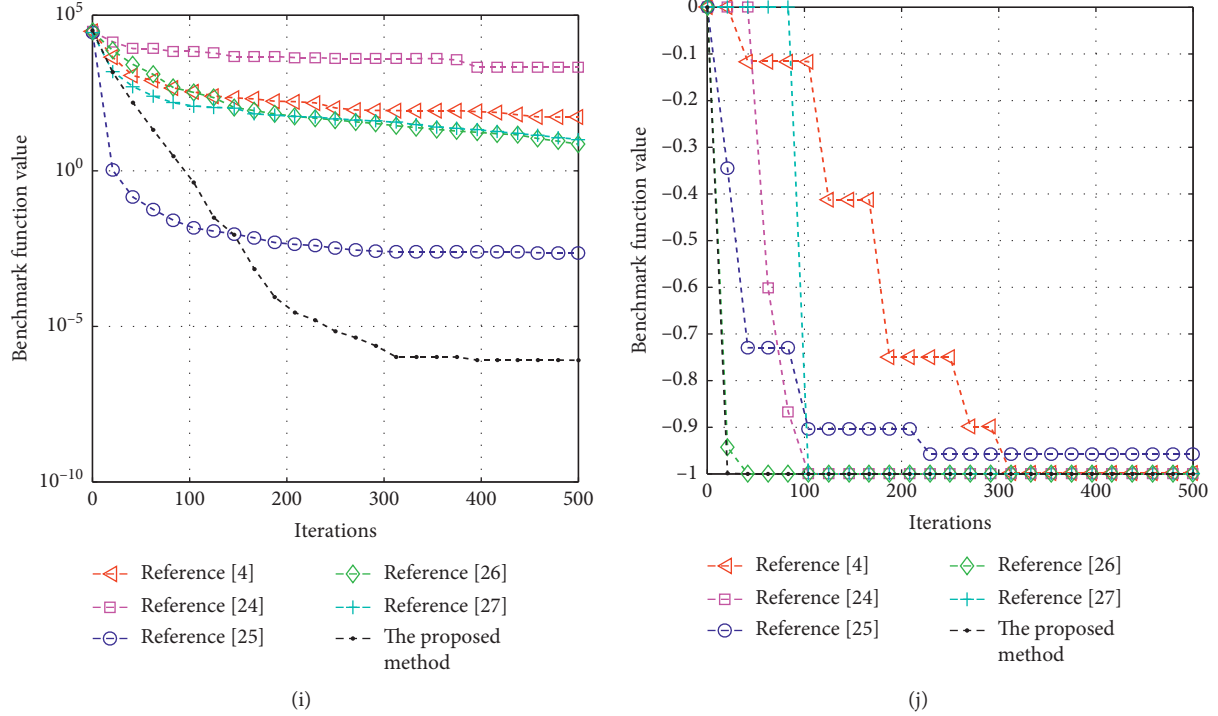 10^5
10^0
10^-5
10^-10
Benchmark function value
0
100
200
300
400
500
Iterations
Reference [4]
Reference [24]
Reference [25]
Reference [26]
Reference [27]
The proposed
method
(i)
0
−0.1
−0.2
−0.3
−0.4
−0.5
−0.6
−0.7
−0.8
−0.9
−1
Benchmark function value
0
100
200
300
400
500
Iterations
Reference [4]
Reference [24]
Reference [25]
Reference [26]
Reference [27]
The proposed
method
(j)